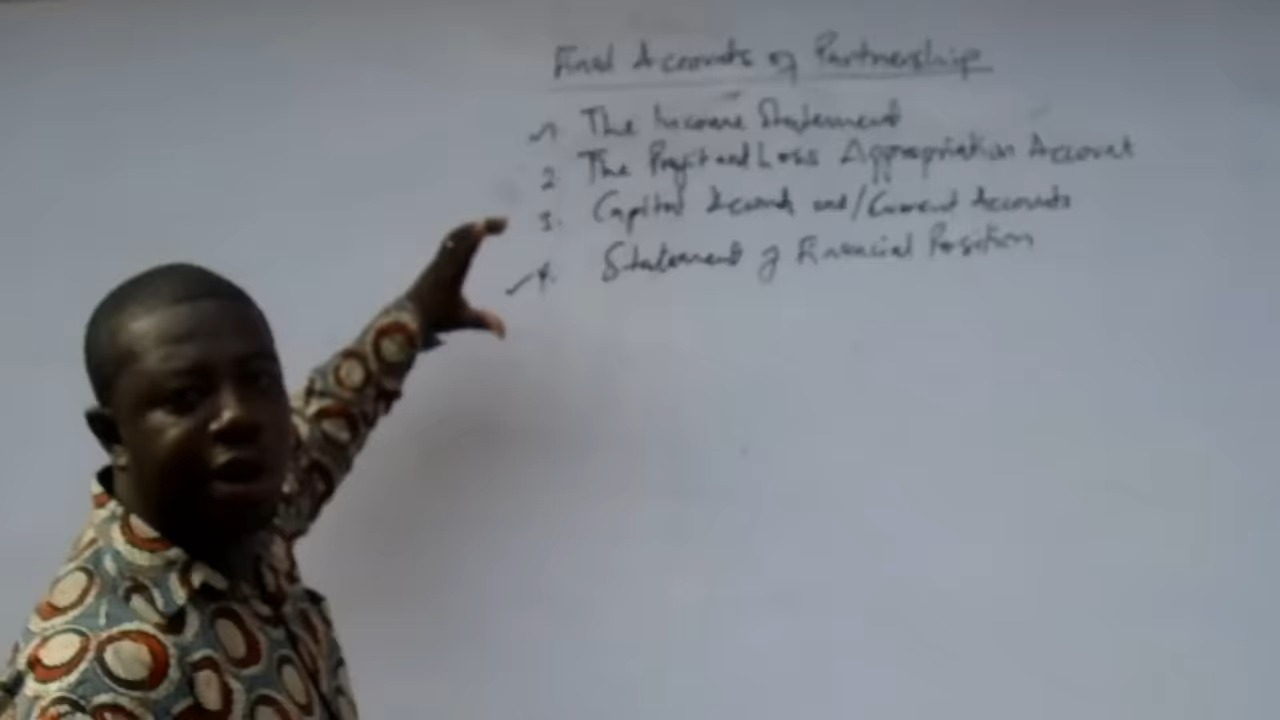 Final Accounts of Partnership
1. The Income Statement
2. The Profit and Loss Appropriation Account
3. Capital Accounts and/Current Accounts
4. Statement of Financial Position